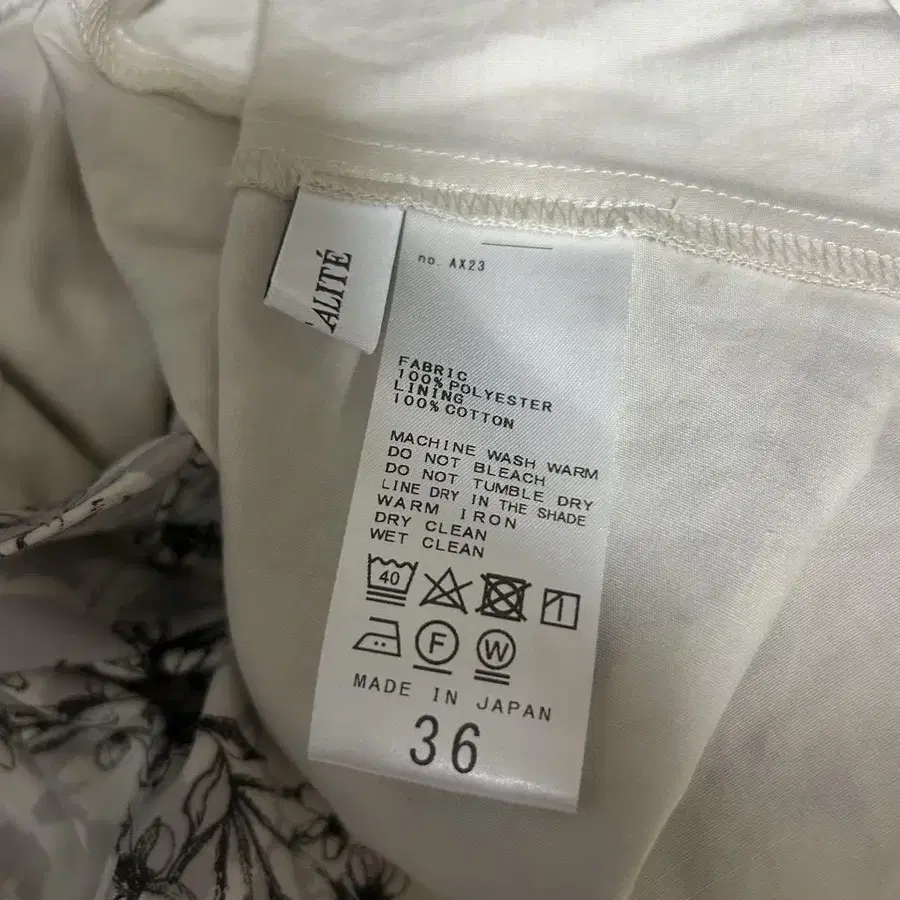 ALITÉ
no. AX23
FABRIC
100% POLYESTER
LINING
100% COTTON
MACHINE WASH WARM
DO NOT BLEACH
DO NOT TUMBLE DRY
LINE DRY IN THE SHADE
WARM IRON
DRY CLEAN
WET CLEAN
40
F
W
MADE IN JAPAN
36